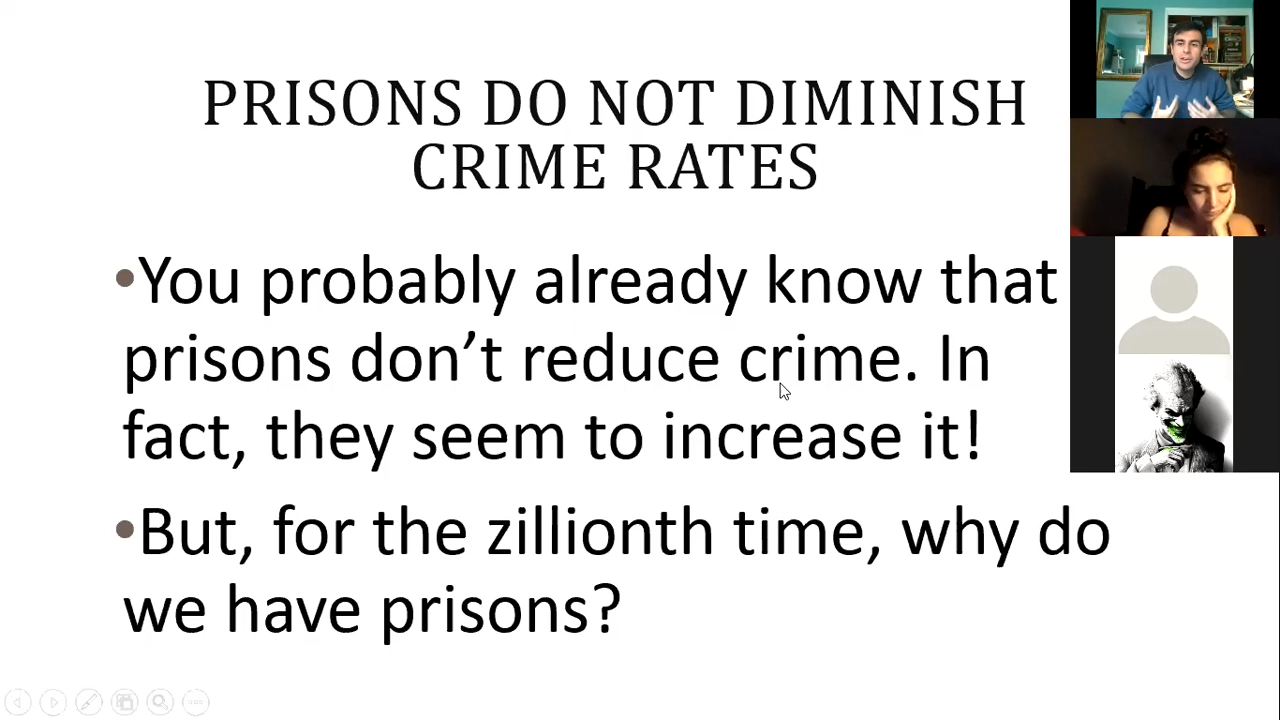 PRISONS DO NOT DIMINISH
CRIME RATES
•You probably already know that
prisons don’t reduce crime. In
fact, they seem to increase it!
•But, for the zillionth time, why do
we have prisons?